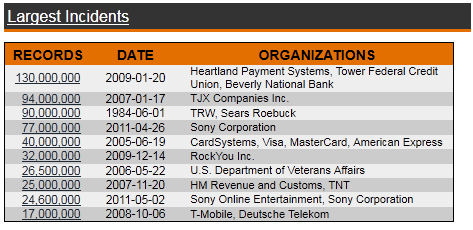 Largest Incidents
RECORDS DATE ORGANIZATIONS
130,000,000 2009-01-20 Heartland Payment Systems, Tower Federal Credit
Union, Beverly National Bank
94,000,000 2007-01-17 TJX Companies Inc.
90,000,000 1984-06-01 TRW, Sears Roebuck
77,000,000 2011-04-26 Sony Corporation
40,000,000 2005-06-19 CardSystems, Visa, MasterCard, American Express
32,000,000 2009-12-14 RockYou Inc.
26,500,000 2006-05-22 U.S. Department of Veterans Affairs
25,000,000 2007-11-20 HM Revenue and Customs, TNT
24,600,000 2011-05-02 Sony Online Entertainment, Sony Corporation
17,000,000 2008-10-06 T-Mobile, Deutsche Telekom